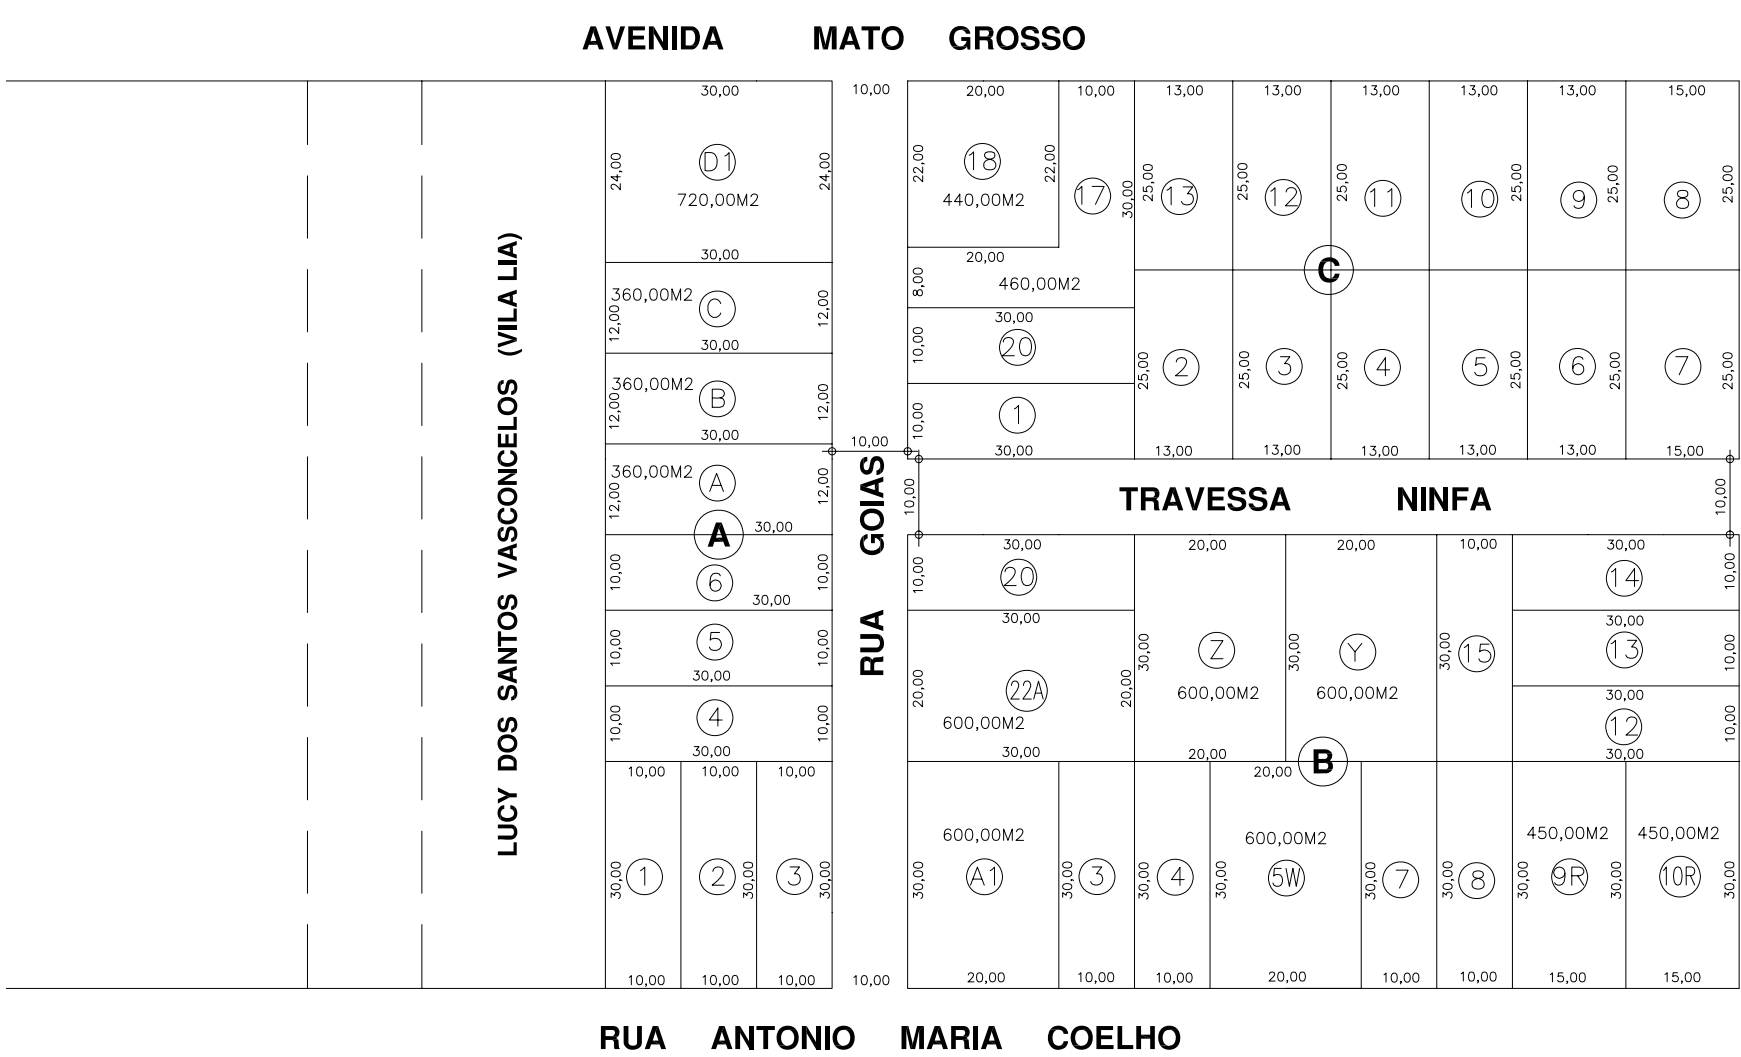 AVENIDA MATO GROSSO
30,00 10,00 20,00 10,00 13,00 13,00 13,00 13,00 13,00 15,00
24,00 D1 24,00 22,00 18 22,00 17 30,00 25,00 13 25,00 12 25,00 11 10 25,00 9 25,00 8 25,00
720,00M2 440,00M2
30,00 20,00
C
360,00M2 C 12,00 12,00 8,00 460,00M2
30,00 30,00
10,00 20
360,00M2 B 12,00 12,00 25,00 2 25,00 3 25,00 4 5 25,00 6 25,00 7 25,00
30,00 10,00 1
10,00 30,00 13,00 13,00 13,00 13,00 13,00 15,00
360,00M2 A 12,00 12,00
LUCY DOS SANTOS VASCONCELOS (VILA LIA)
RUA GOIAS
10,00 TRAVESSA NINFA 10,00
A 30,00
30,00 20,00 20,00 10,00 30,00
10,00 6 10,00 10,00 20 14 10,00
30,00 30,00 30,00
10,00 5 10,00 30,00 Z 30,00 Y 30,00 15 13 10,00
30,00 20,00 22A 20,00 600,00M2 600,00M2 30,00
600,00M2
10,00 4 10,00 12 10,00
30,00 30,00 20,00 30,00
B
10,00 10,00 10,00 20,00
600,00M2 600,00M2 450,00M2 450,00M2
30,00 1 2 30,00 3 30,00 30,00 A1 30,00 3 30,00 4 30,00 5W 30,00 7 30,00 8 30,00 9R 30,00 10R 30,00
10,00 10,00 10,00 10,00 20,00 10,00 10,00 20,00 10,00 10,00 15,00 15,00
RUA ANTONIO MARIA COELHO